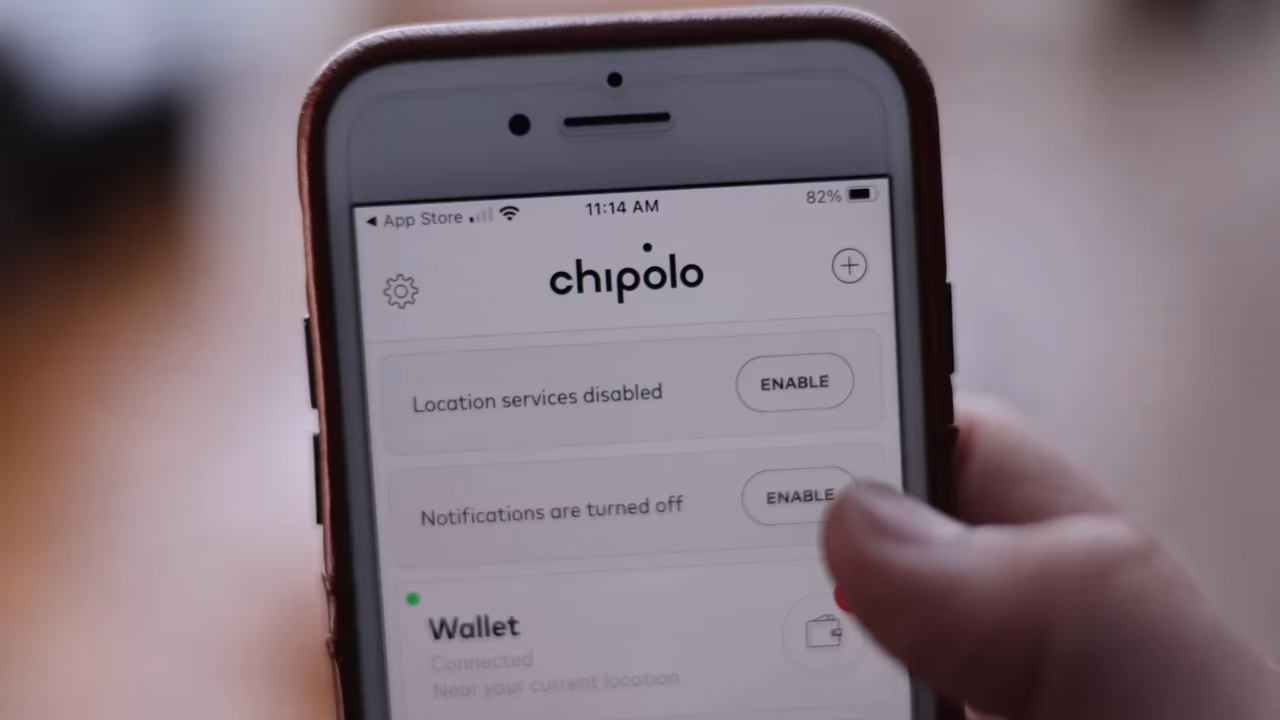 ◀ App Store 11:14 AM 82%
chipolo
Location services disabled ENABLE
Notifications are turned off ENABLE
Wallet
Connected
Near your current location